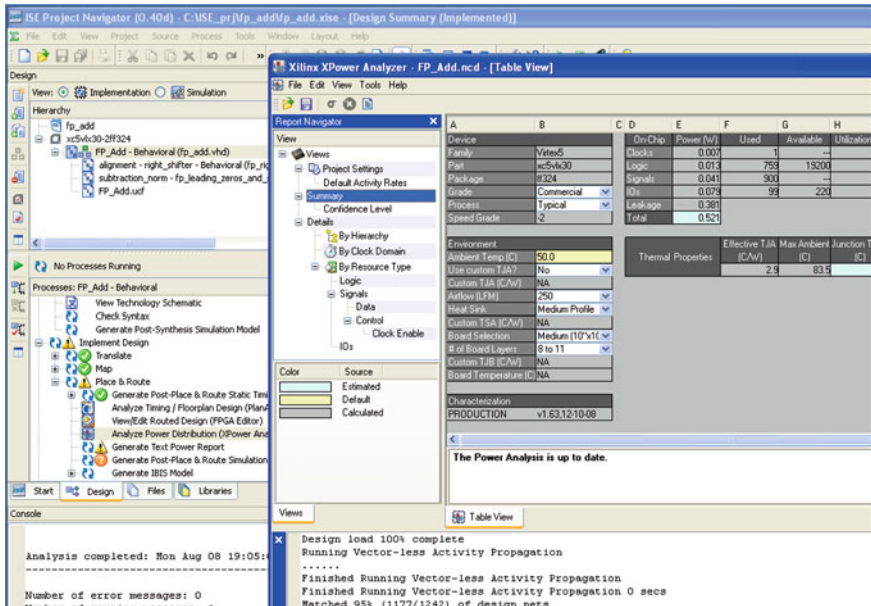 ISE Project Navigator (O.40d) - C:\ISE_prj\fp_add\fp_add.xise - [Design Summary (Implemented)]
File Edit View Project Source Process Tools Window Layout Help
Design
View: Implementation Simulation
Hierarchy
fp_add
xc5vlx30-2ff324
FP_Add - Behavioral (fp_add.vhd)
alignment - right_shifter - Behavioral (fp_rig
subtraction_norm - fp_leading_zeros_and_
FP_Add.ucf
No Processes Running
Processes: FP_Add - Behavioral
View Technology Schematic
Check Syntax
Generate Post-Synthesis Simulation Model
Implement Design
Translate
Map
Place & Route
Generate Post-Place & Route Static Timi
Analyze Timing / Floorplan Design (PlanA
View/Edit Routed Design (FPGA Editor)
Analyze Power Distribution (XPower Ana
Generate Text Power Report
Generate Post-Place & Route Simulation
Generate IBIS Model
Start Design Files Libraries
Console
Analysis completed: Mon Aug 08 19:05:
Number of error messages: 0
Xilinx XPower Analyzer - FP_Add.ncd - [Table View]
File Edit View Tools Help
Report Navigator
View
Views
Project Settings
Default Activity Rates
Summary
Confidence Level
Details
By Hierarchy
By Clock Domain
By Resource Type
Logic
Signals
Data
Control
Clock Enable
IOs
Color Source
Estimated
Default
Calculated
Views
A B C D E F G H
Device
Family Virtex5
Part xc5vlx30
Package ff324
Grade Commercial
Process Typical
Speed Grade -2
On-Chip Power (W) Used Available Utilization
Clocks 0.007 1 ---
Logic 0.013 759 19200
Signals 0.041 900 ---
IOs 0.079 99 220
Leakage 0.381
Total 0.521
Environment
Ambient Temp (C) 50.0
Use custom TJA? No
Custom TJA (C/W) NA
Airflow (LFM) 250
Heat Sink Medium Profile
Custom TSA (C/W) NA
Board Selection Medium (10"x10
# of Board Layers 8 to 11
Custom TJB (C/W) NA
Board Temperature (C NA
Thermal Properties
Effective TJA Max Ambient Junction T
(C/W) (C) (C)
2.9 83.5
Characterization
PRODUCTION v1.63,12-10-08
The Power Analysis is up to date.
Table View
Design load 100% complete
Running Vector-less Activity Propagation
......
Finished Running Vector-less Activity Propagation
Finished Running Vector-less Activity Propagation 0 secs
Matched 95% (1177/1242) of design nets